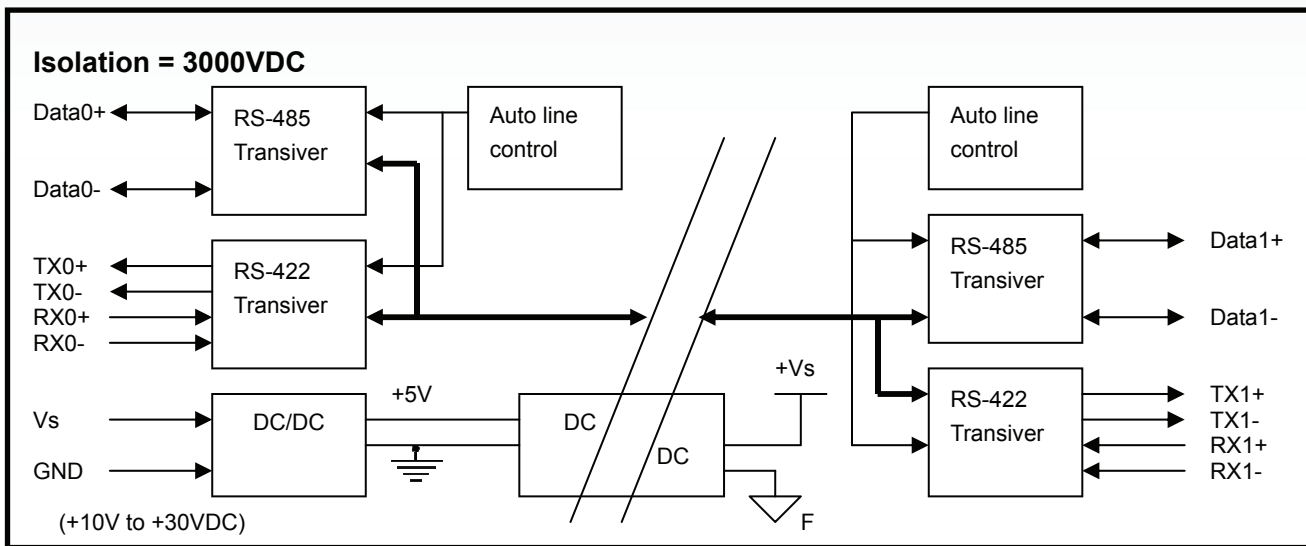 Isolation = 3000VDC
Data0+
RS-485
Transiver
Auto line
control
Data0-
TX0+
TX0-
RX0+
RX0-
RS-422
Transiver
Vs
GND
DC/DC
+5V
DC
DC
(+10V to +30VDC)
+Vs
F
Auto line
control
RS-485
Transiver
Data1+
Data1-
RS-422
Transiver
TX1+
TX1-
RX1+
RX1-